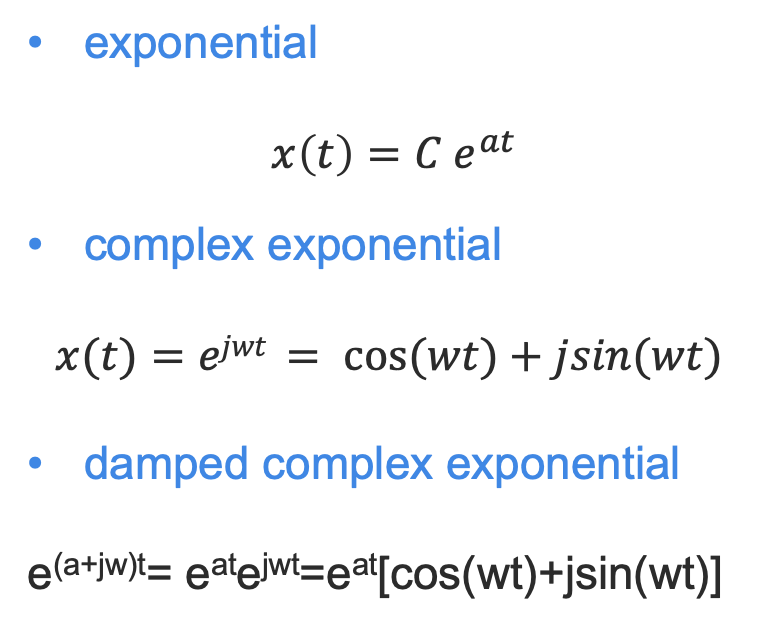 • exponential
x(t) = C e^{at}
• complex exponential
x(t) = e^{jwt} = cos(wt) + jsin(wt)
• damped complex exponential
e^{(a+jw)t}= e^{at}e^{jwt}=e^{at}[cos(wt)+jsin(wt)]